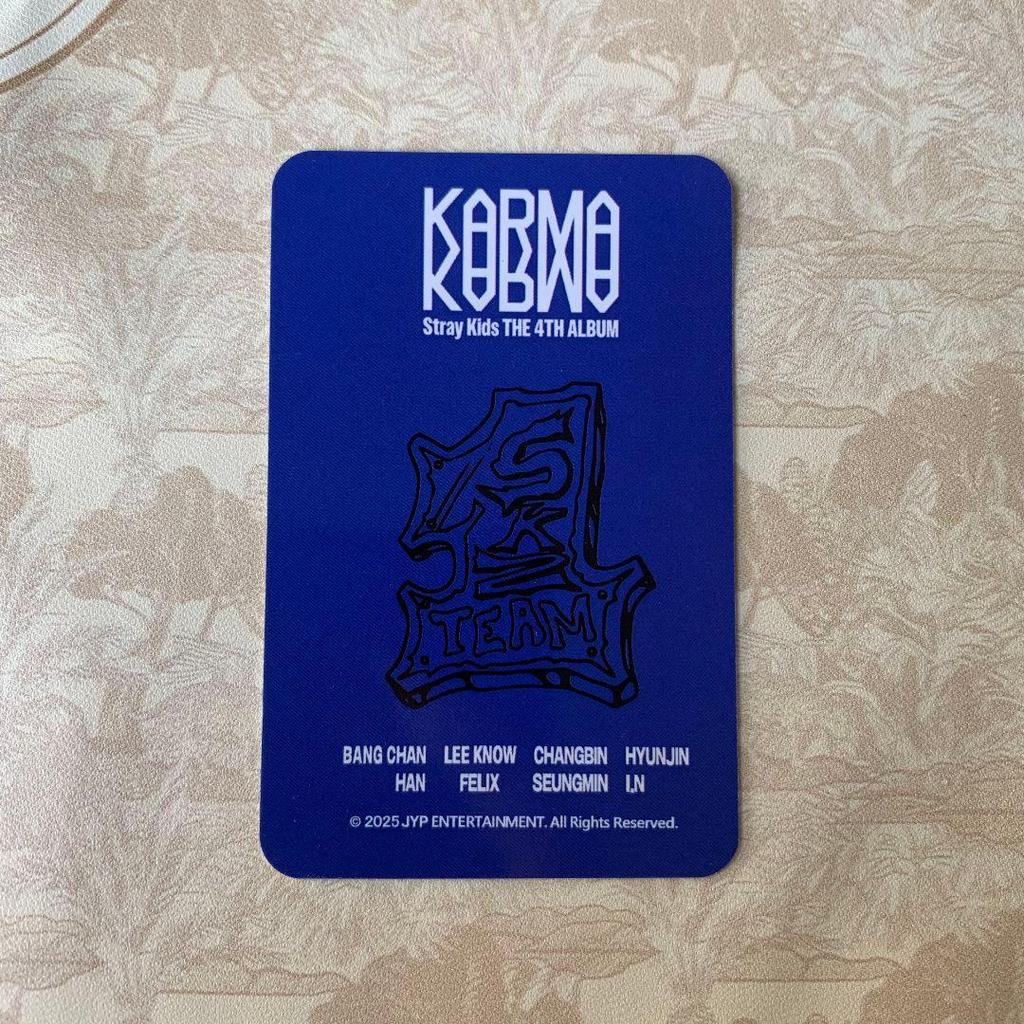 KARMA
Stray Kids THE 4TH ALBUM
SKZ
TEAM
BANG CHAN LEE KNOW CHANGBIN HYUNJIN
HAN FELIX SEUNGMIN I.N
© 2025 JYP ENTERTAINMENT. All Rights Reserved.